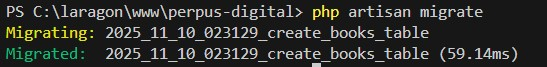 PS C:\laragon\www\perpus-digital> php artisan migrate
Migrating: 2025_11_10_023129_create_books_table
Migrated:  2025_11_10_023129_create_books_table (59.14ms)